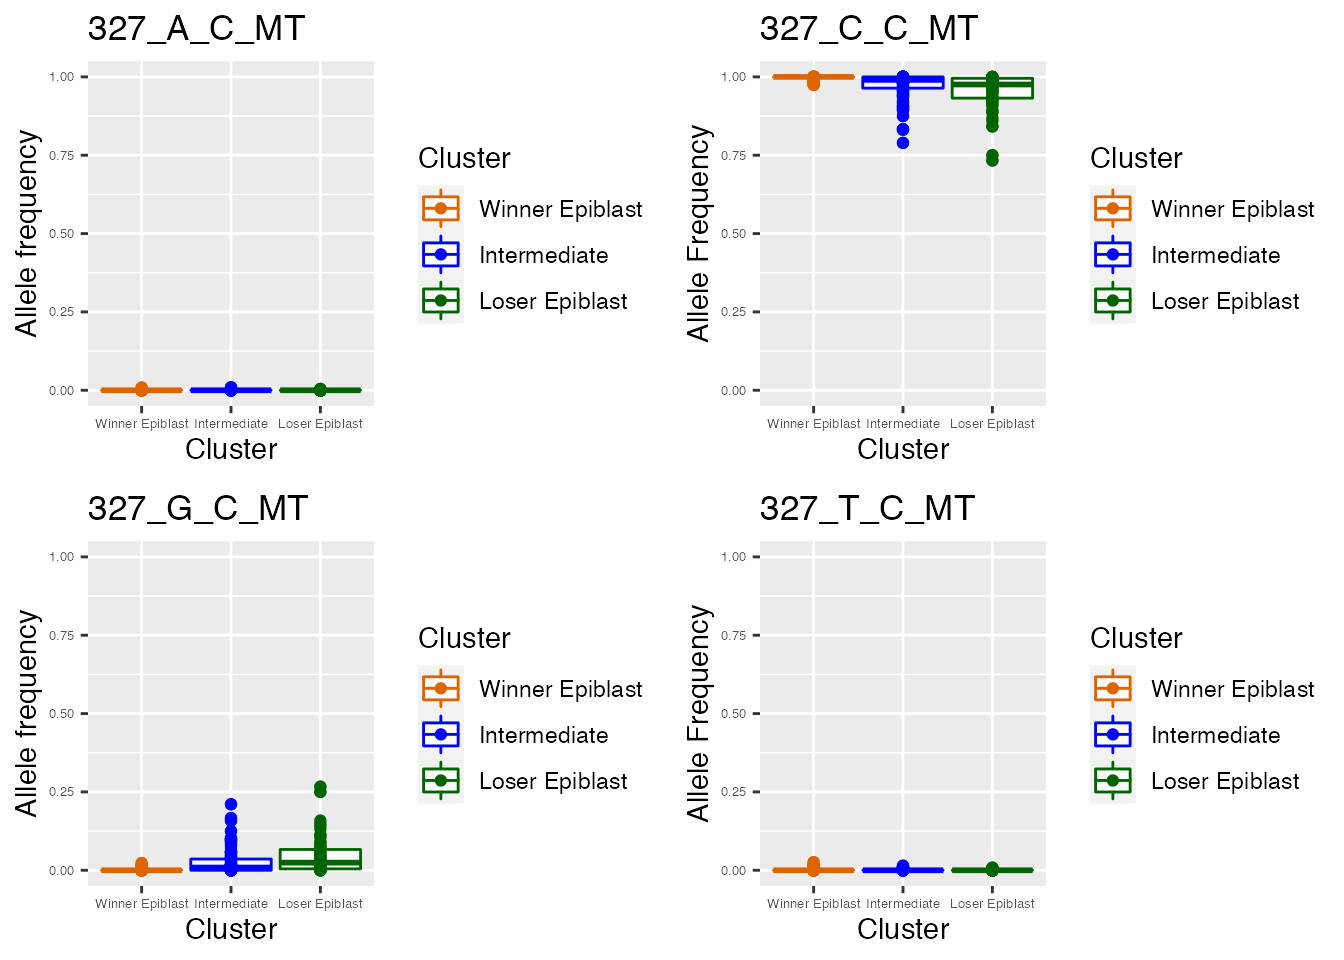 327_A_C_MT
1.00
0.75
0.50
0.25
0.00
Allele frequency
Winner Epiblast Intermediate Loser Epiblast
Cluster
Cluster
Winner Epiblast
Intermediate
Loser Epiblast
327_C_C_MT
1.00
0.75
0.50
0.25
0.00
Allele Frequency
Winner Epiblast Intermediate Loser Epiblast
Cluster
Cluster
Winner Epiblast
Intermediate
Loser Epiblast
327_G_C_MT
1.00
0.75
0.50
0.25
0.00
Allele frequency
Winner Epiblast Intermediate Loser Epiblast
Cluster
Cluster
Winner Epiblast
Intermediate
Loser Epiblast
327_T_C_MT
1.00
0.75
0.50
0.25
0.00
Allele Frequency
Winner Epiblast Intermediate Loser Epiblast
Cluster
Cluster
Winner Epiblast
Intermediate
Loser Epiblast